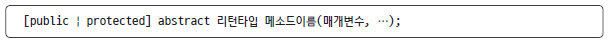 [public | protected] abstract 리턴타입 메소드이름(매개변수, …);